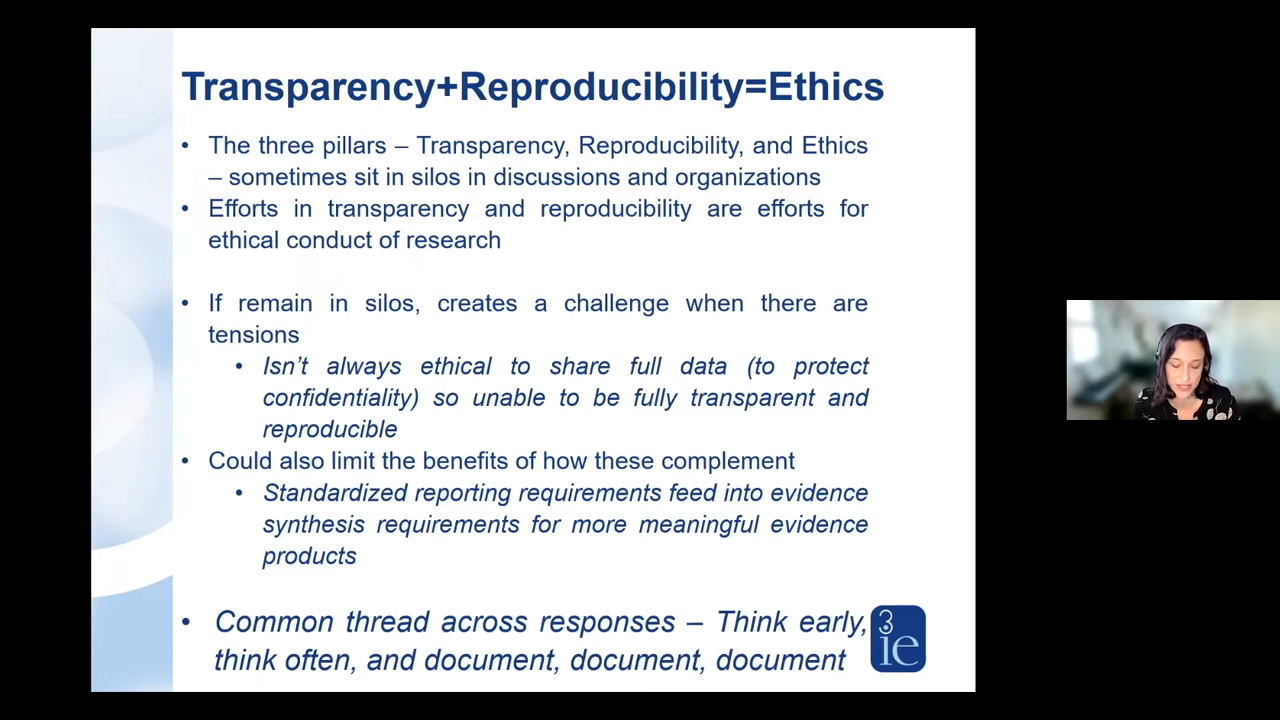 Transparency+Reproducibility=Ethics
• The three pillars – Transparency, Reproducibility, and Ethics
– sometimes sit in silos in discussions and organizations
• Efforts in transparency and reproducibility are efforts for
ethical conduct of research
• If remain in silos, creates a challenge when there are
tensions
• Isn’t always ethical to share full data (to protect
confidentiality) so unable to be fully transparent and
reproducible
• Could also limit the benefits of how these complement
• Standardized reporting requirements feed into evidence
synthesis requirements for more meaningful evidence
products
• Common thread across responses – Think early,
think often, and document, document, document
3
ie